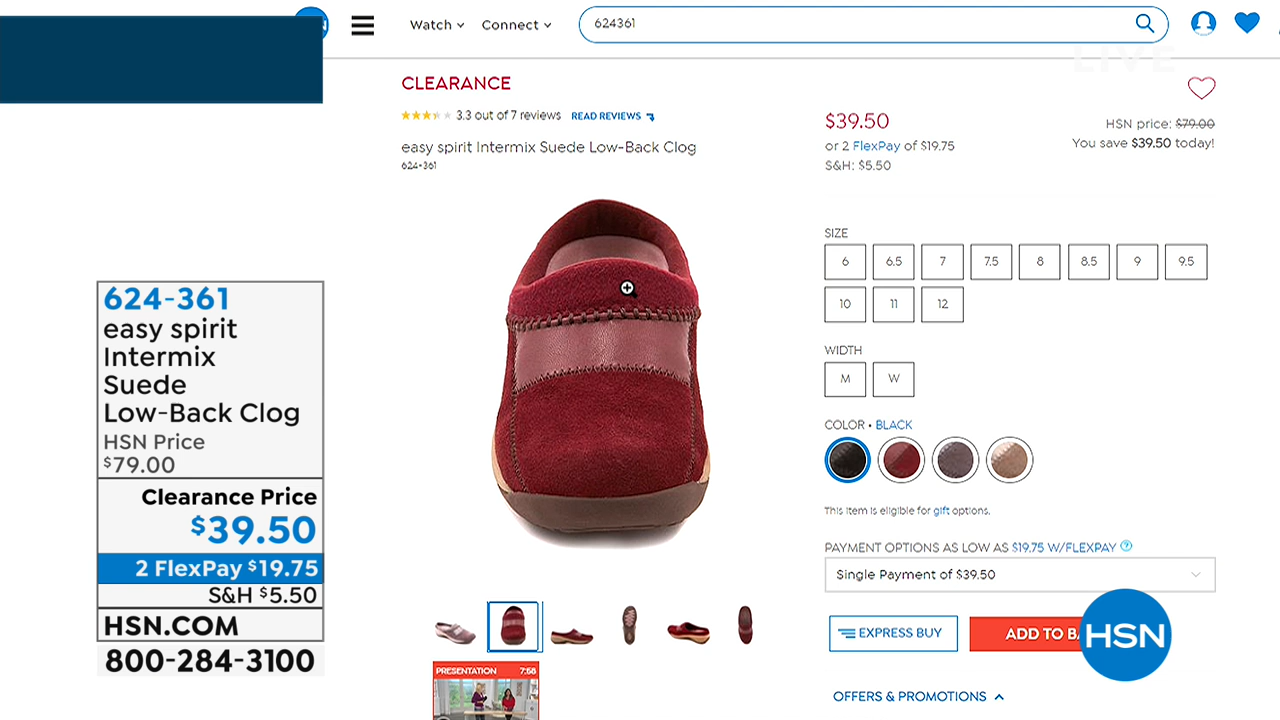 Watch
Connect
624361
LIVE
CLEARANCE
3.3 out of 7 reviews READ REVIEWS
easy spirit Intermix Suede Low-Back Clog
624-361
$39.50
or 2 FlexPay of $19.75
S&H: $5.50
HSN price: $79.00
You save $39.50 today!
SIZE
6 6.5 7 7.5 8 8.5 9 9.5
10 11 12
WIDTH
M W
COLOR • BLACK
This item is eligible for gift options.
PAYMENT OPTIONS AS LOW AS $19.75 W/FLEXPAY ?
Single Payment of $39.50
EXPRESS BUY
ADD TO BA
HSN
OFFERS & PROMOTIONS
PRESENTATION 7:56
624-361
easy spirit
Intermix
Suede
Low-Back Clog
HSN Price
$79.00
Clearance Price
$39.50
2 FlexPay $19.75
S&H $5.50
HSN.COM
800-284-3100